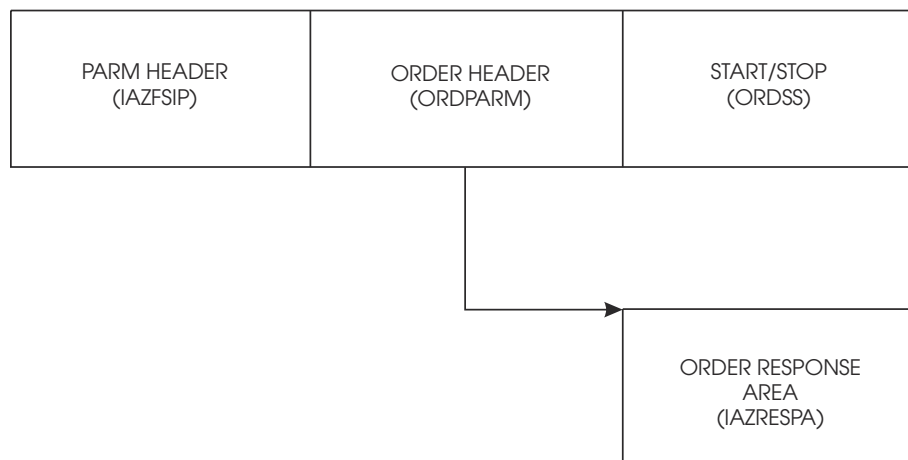 PARM HEADER
(IAZFSIP)
ORDER HEADER
(ORDPARM)
START/STOP
(ORDSS)
ORDER RESPONSE
AREA
(IAZRESPA)